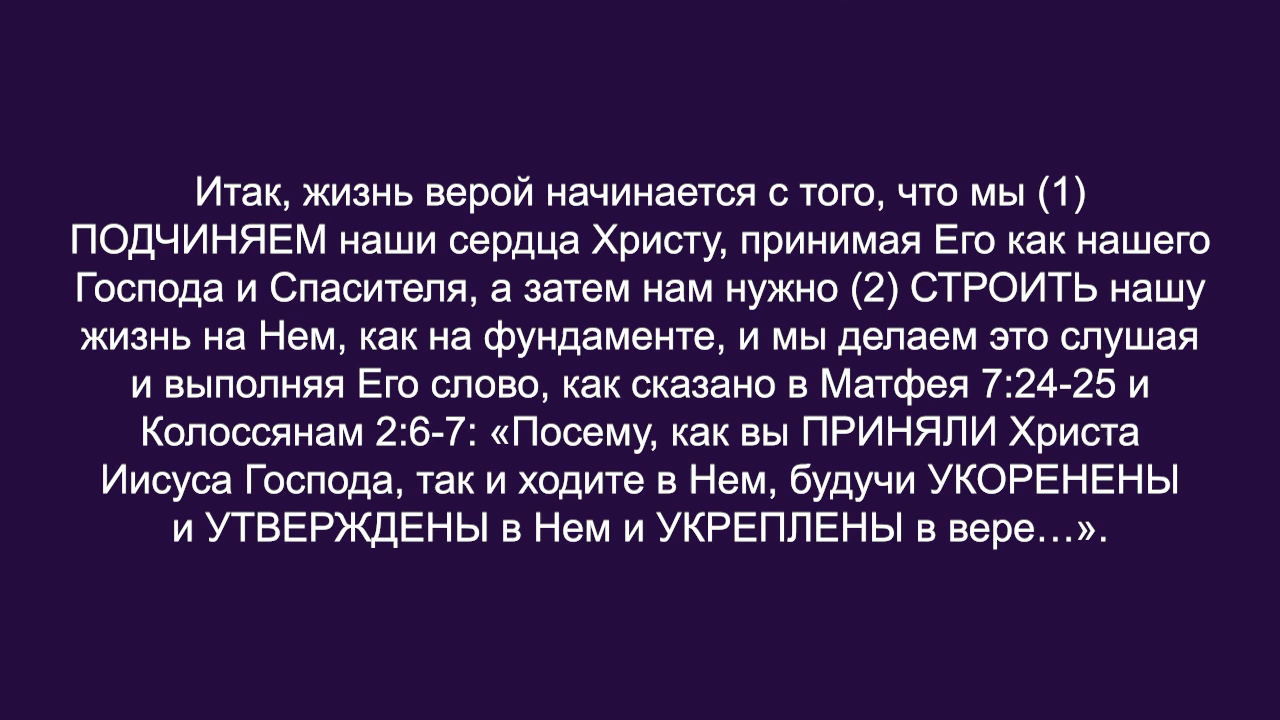 Итак, жизнь верой начинается с того, что мы (1)
ПОДЧИНЯЕМ наши сердца Христу, принимая Его как нашего
Господа и Спасителя, а затем нам нужно (2) СТРОИТЬ нашу
жизнь на Нем, как на фундаменте, и мы делаем это слушая
и выполняя Его слово, как сказано в Матфея 7:24-25 и
Колоссянам 2:6-7: «Посему, как вы ПРИНЯЛИ Христа
Иисуса Господа, так и ходите в Нем, будучи УКОРЕНЕНЫ
и УТВЕРЖДЕНЫ в Нем и УКРЕПЛЕНЫ в вере…».